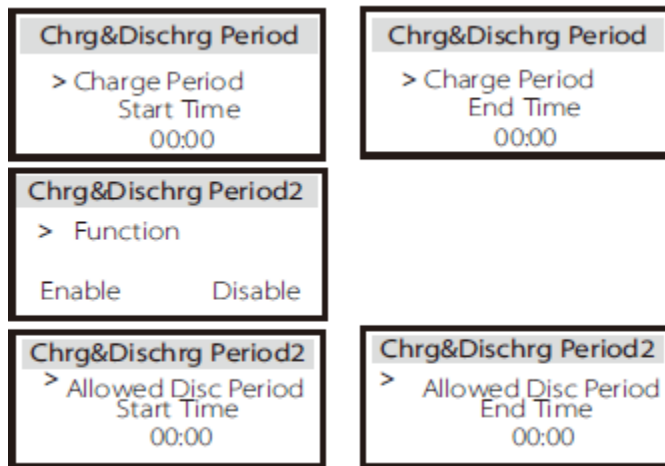 Chrg&Dischrg Period
> Charge Period
Start Time
00:00
Chrg&Dischrg Period
> Charge Period
End Time
00:00
Chrg&Dischrg Period2
> Function
Enable Disable
Chrg&Dischrg Period2
> Allowed Disc Period
Start Time
00:00
Chrg&Dischrg Period2
> Allowed Disc Period
End Time
00:00